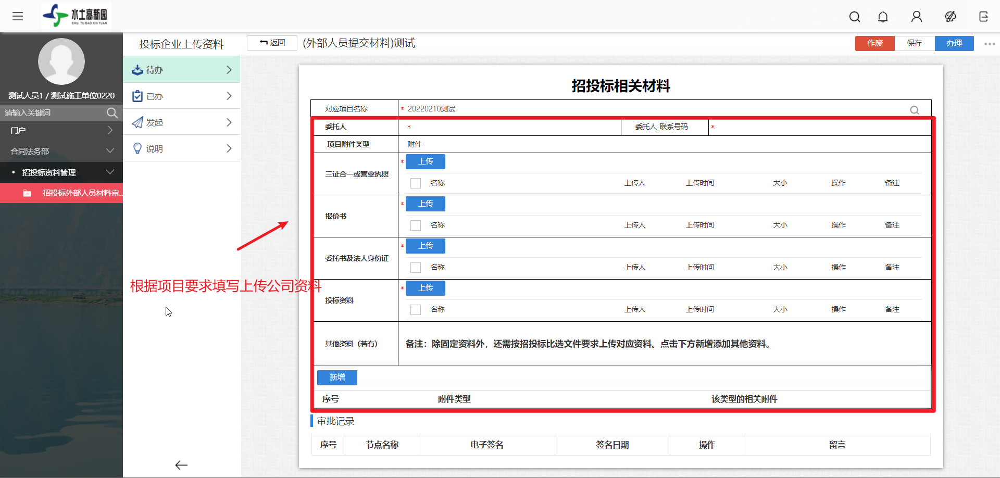 水土高新园
SHUI TU GAO XIN YUAN
测试人员1 / 测试施工单位0220
请输入关键词
门户
合同法务部
招投标资料管理
招投标外部人员材料审...
投标企业上传资料
待办
已办
发起
说明
返回
(外部人员提交材料)测试
作废
保存
办理
根据项目要求填写上传公司资料
招投标相关材料
对应项目名称 * 20220210测试
委托人 * 委托人_联系号码 *
项目附件类型 附件
三证合一或营业执照 * 上传
名称 上传人 上传时间 大小 操作 备注
报价书 * 上传
名称 上传人 上传时间 大小 操作 备注
委托书及法人身份证 * 上传
名称 上传人 上传时间 大小 操作 备注
投标资料 * 上传
名称 上传人 上传时间 大小 操作 备注
其他资料（若有） 备注：除固定资料外，还需按招投标比选文件要求上传对应资料。点击下方新增添加其他资料。
新增
序号 附件类型 该类型的相关附件
审批记录
序号 节点名称 电子签名 签名日期 操作 留言